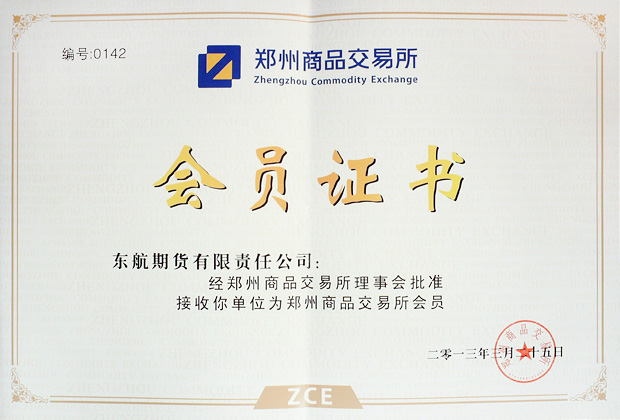 编号:0142
郑州商品交易所
Zhengzhou Commodity Exchange
会员证书
东航期货有限责任公司:
经郑州商品交易所理事会批准
接收你单位为郑州商品交易所会员
郑州商品交易所
二零一三年三月二十五日
ZCE